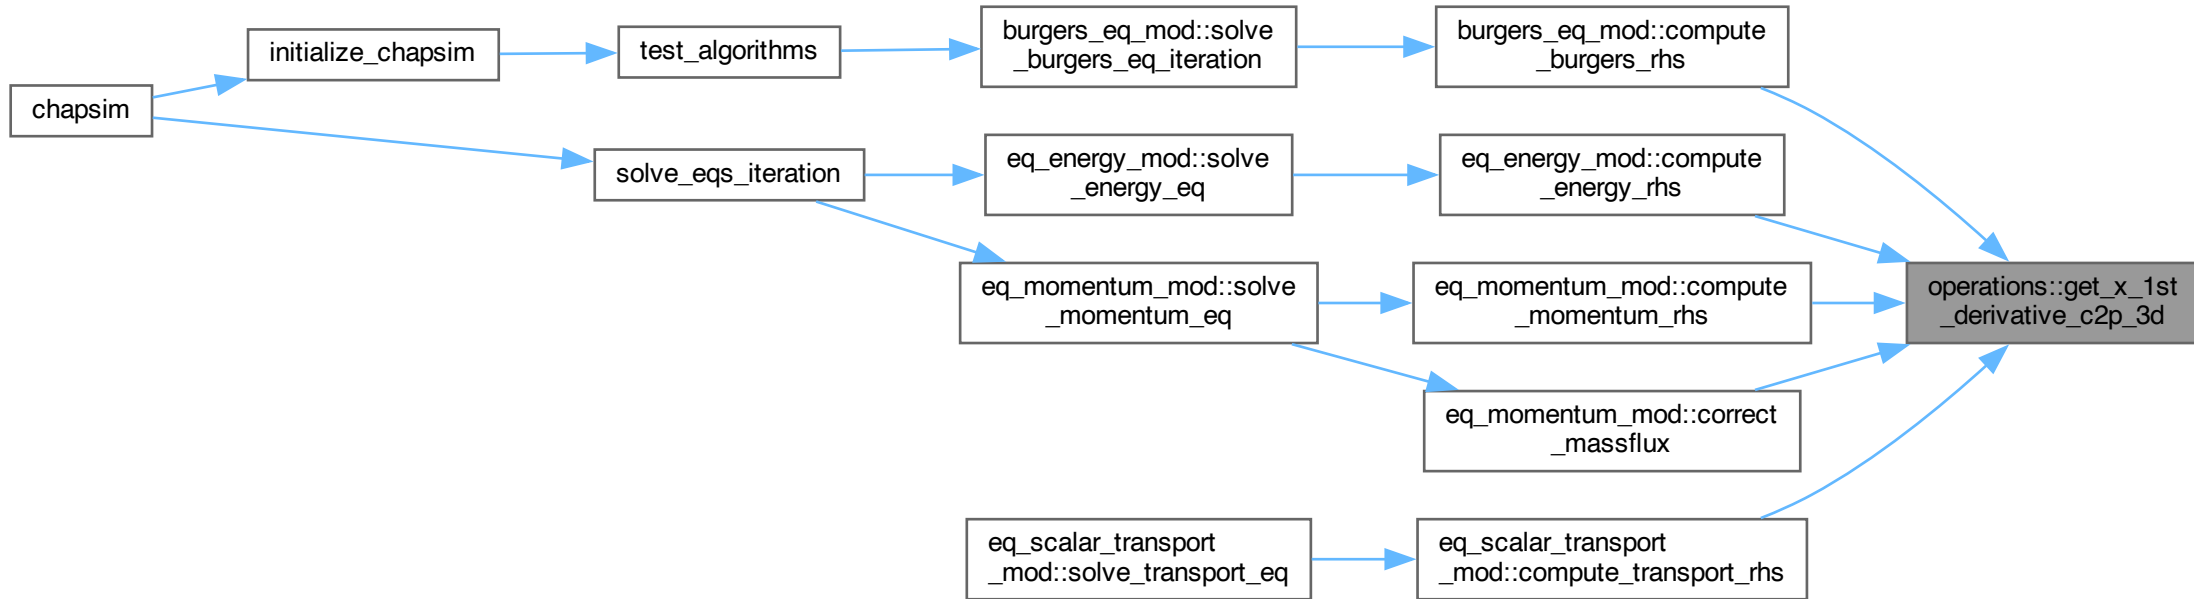 chapsim
initialize_chapsim
test_algorithms
burgers_eq_mod::solve
_burgers_eq_iteration
burgers_eq_mod::compute
_burgers_rhs
solve_eqs_iteration
eq_energy_mod::solve
_energy_eq
eq_energy_mod::compute
_energy_rhs
eq_momentum_mod::solve
_momentum_eq
eq_momentum_mod::compute
_momentum_rhs
operations::get_x_1st
_derivative_c2p_3d
eq_momentum_mod::correct
_massflux
eq_scalar_transport
_mod::solve_transport_eq
eq_scalar_transport
_mod::compute_transport_rhs